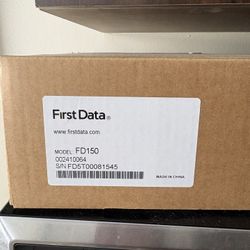 First Data®
www.firstdata.com
MODEL FD150
002410064
S/N FD5T00081545
MADE IN CHINA